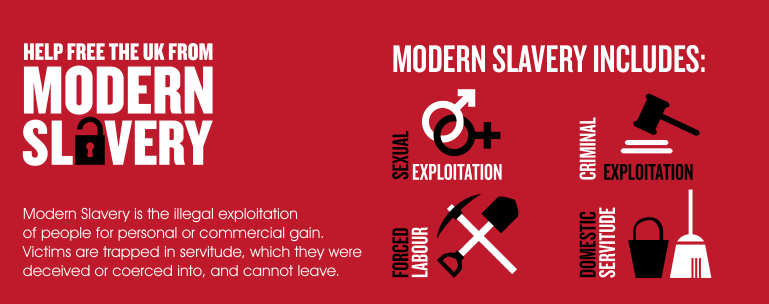 HELP FREE THE UK FROM
MODERN
SLAVERY
Modern Slavery is the illegal exploitation
of people for personal or commercial gain.
Victims are trapped in servitude, which they were
deceived or coerced into, and cannot leave.
MODERN SLAVERY INCLUDES:
SEXUAL
EXPLOITATION
CRIMINAL
EXPLOITATION
FORCED
LABOUR
DOMESTIC
SERVITUDE